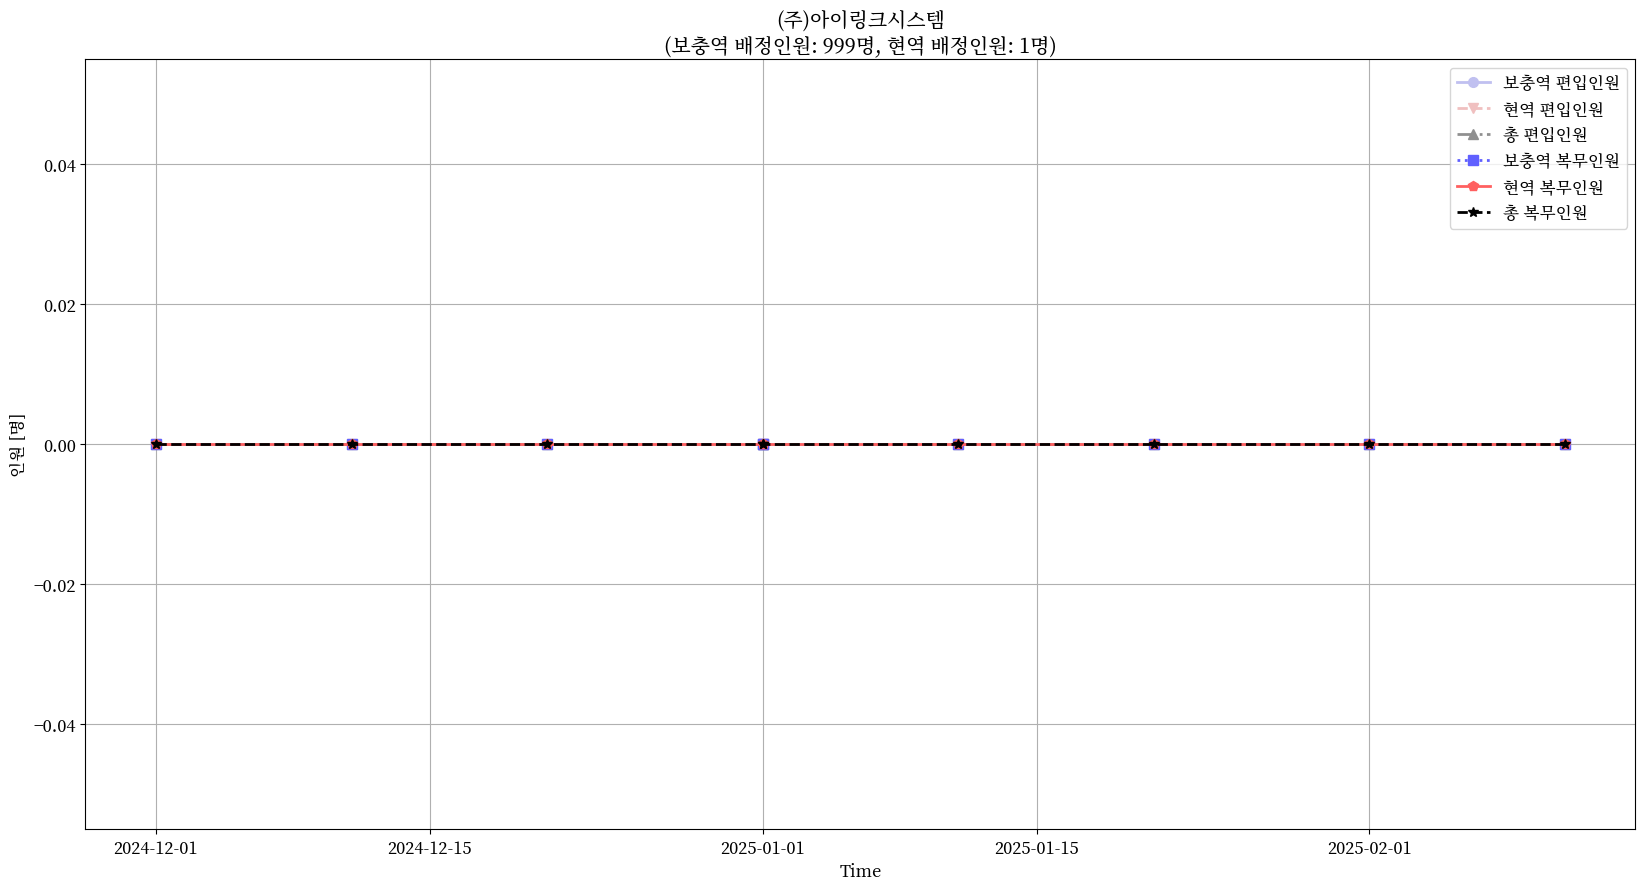 (주)아이링크시스템
(보충역 배정인원: 999명, 현역 배정인원: 1명)
보충역 편입인원
현역 편입인원
총 편입인원
보충역 복무인원
현역 복무인원
총 복무인원
인원 [명]
0.04
0.02
0.00
−0.02
−0.04
2024-12-01
2024-12-15
2025-01-01
2025-01-15
2025-02-01
Time